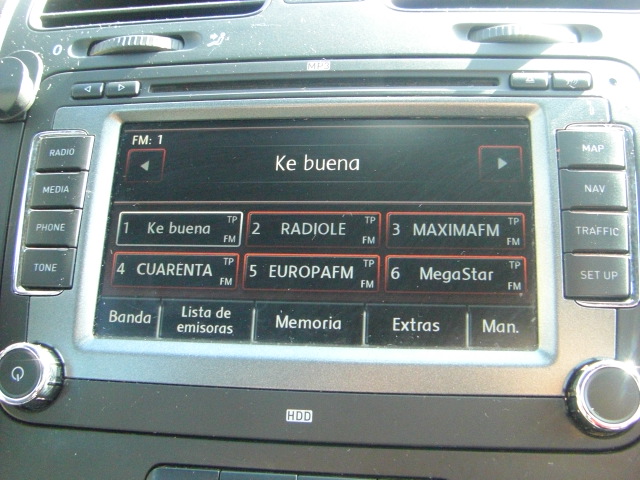 0
MP3
FM: 1
Ke buena
1 Ke buena TP FM
2 RADIOLE TP FM
3 MAXIMAFM TP FM
4 CUARENTA TP FM
5 EUROPAFM TP FM
6 MegaStar TP FM
Banda
Lista de
emisoras
Memoria
Extras
Man.
RADIO
MEDIA
PHONE
TONE
MAP
NAV
TRAFFIC
SET UP
HDD